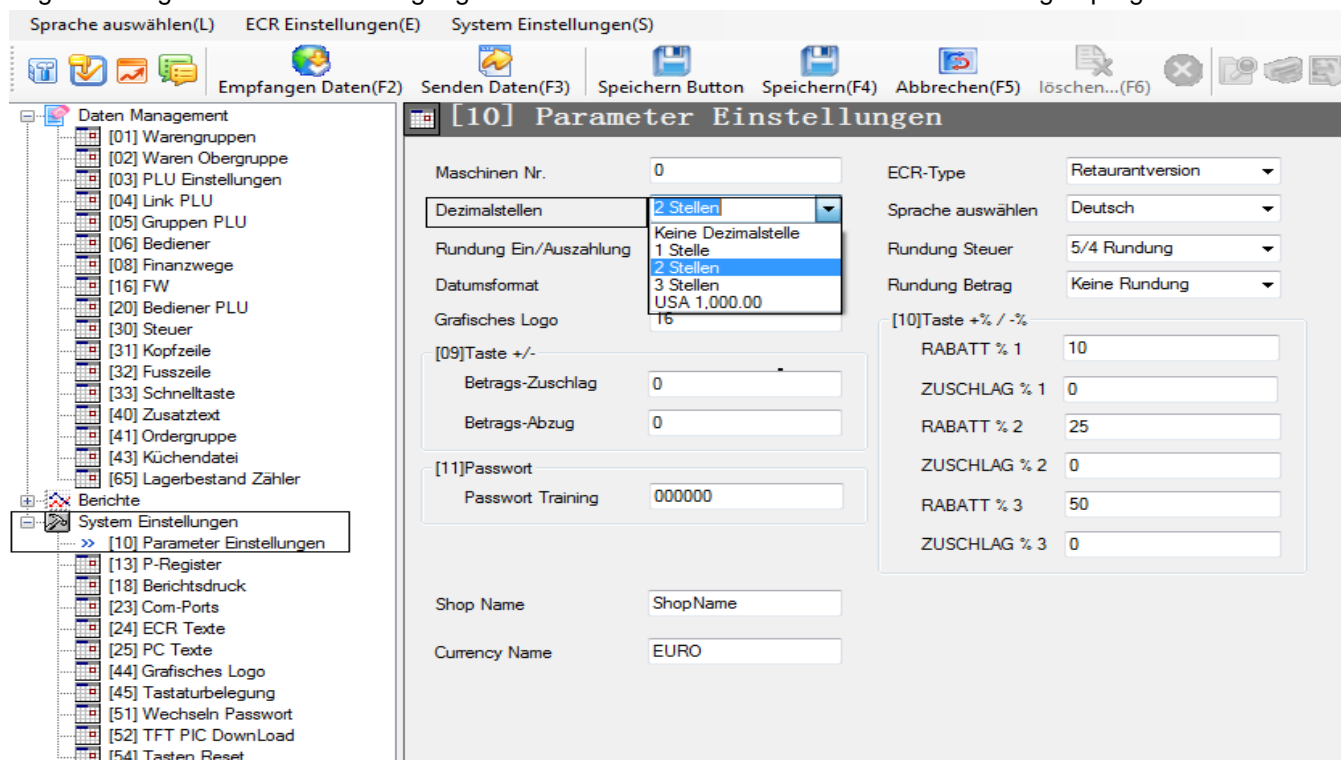 Sprache auswählen(L) ECR Einstellungen(E) System Einstellungen(S)
Empfangen Daten(F2) Senden Daten(F3) Speichern Button Speichern(F4) Abbrechen(F5) löschen...(F6)
Daten Management
[01] Warengruppen
[02] Waren Obergruppe
[03] PLU Einstellungen
[04] Link PLU
[05] Gruppen PLU
[06] Bediener
[08] Finanzwege
[16] FW
[20] Bediener PLU
[30] Steuer
[31] Kopfzeile
[32] Fusszeile
[33] Schnelltaste
[40] Zusatztext
[41] Ordergruppe
[43] Küchendatei
[65] Lagerbestand Zähler
Berichte
System Einstellungen
[10] Parameter Einstellungen
[13] P-Register
[18] Berichtsdruck
[23] Com-Ports
[24] ECR Texte
[25] PC Texte
[44] Grafisches Logo
[45] Tastaturbelegung
[51] Wechseln Passwort
[52] TFT PIC DownLoad
[54] Tasten Reset
[10] Parameter Einstellungen
Maschinen Nr. 0
Dezimalstellen 2 Stellen
Keine Dezimalstelle
1 Stelle
2 Stellen
3 Stellen
USA 1,000.00
Rundung Ein/Auszahlung
Datumsformat
Grafisches Logo 16
[09]Taste +/-
Betrags-Zuschlag 0
Betrags-Abzug 0
[11]Passwort
Passwort Training 000000
Shop Name ShopName
Currency Name EURO
ECR-Type Retaurantversion
Sprache auswählen Deutsch
Rundung Steuer 5/4 Rundung
Rundung Betrag Keine Rundung
[10]Taste +% / -%
RABATT % 1 10
ZUSCHLAG % 1 0
RABATT % 2 25
ZUSCHLAG % 2 0
RABATT % 3 50
ZUSCHLAG % 3 0